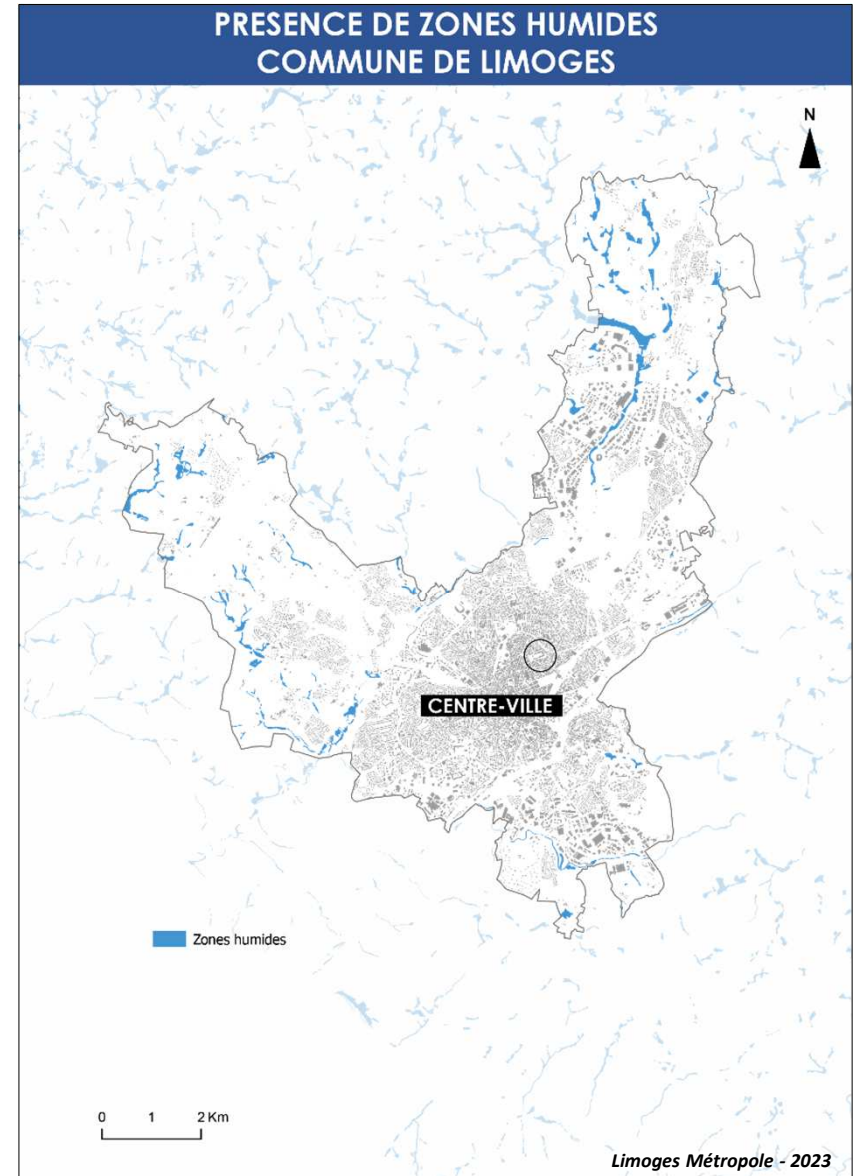 PRESENCE DE ZONES HUMIDES
COMMUNE DE LIMOGES
N
CENTRE-VILLE
Zones humides
0 1 2 Km
Limoges Métropole - 2023